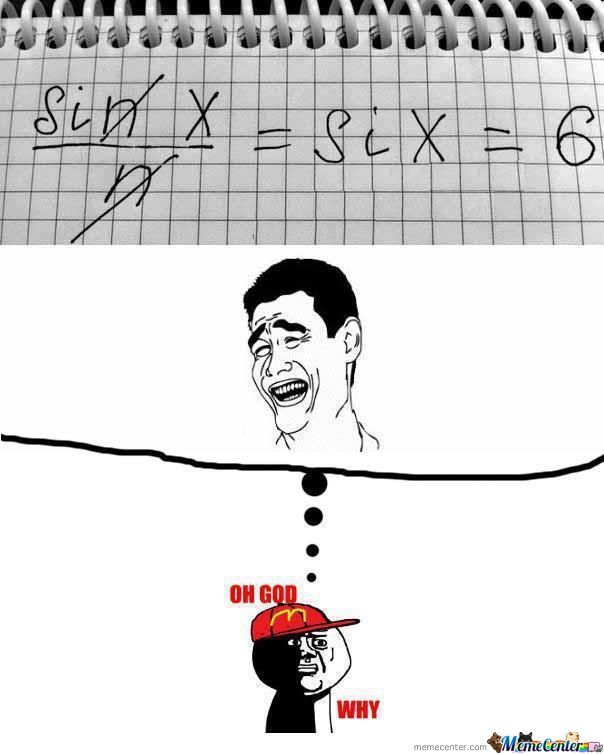 sin x
n
= six = 6
OH GOD
WHY
memecenter.com MemeCenter